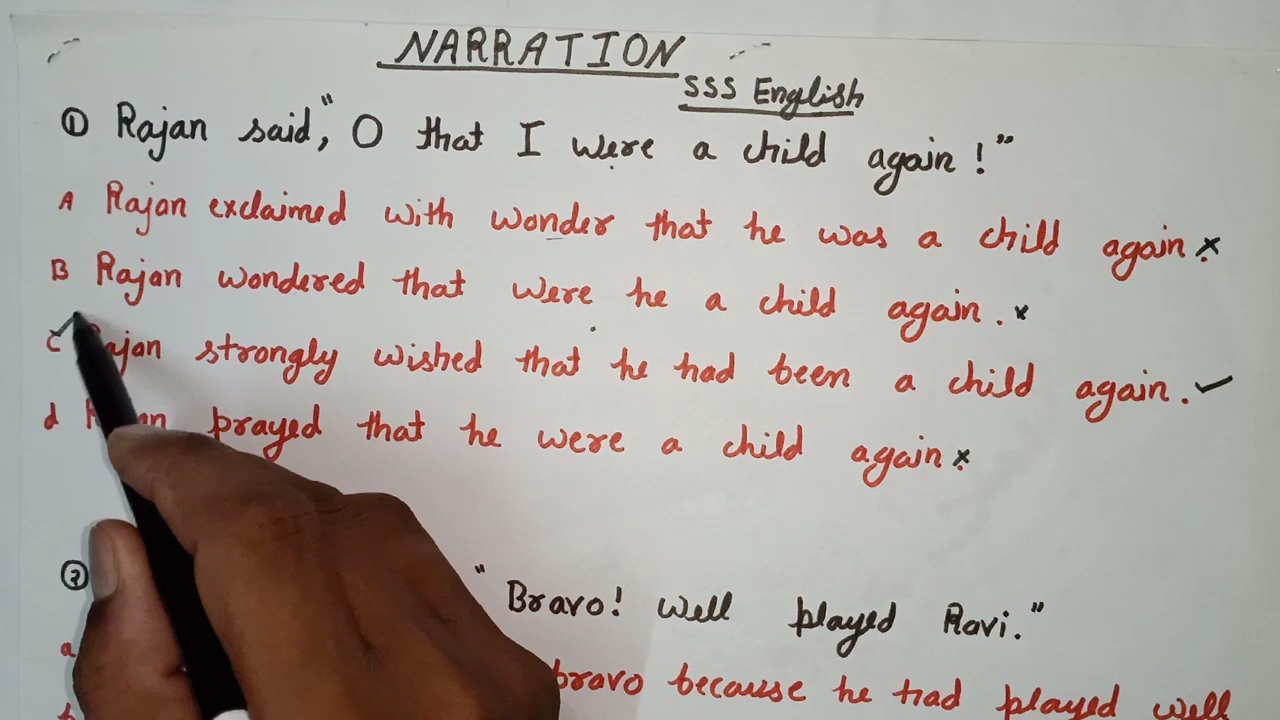 NARRATION
SSS English
① Rajan said, " O that I were a child again ! "
A Rajan exclaimed with wonder that he was a child again.
B Rajan wondered that were he a child again.
C Rajan strongly wished that he had been a child again.
d prayed that he were a child again.
② " Bravo! Well played Ravi. "
a bravo because he had played well
b